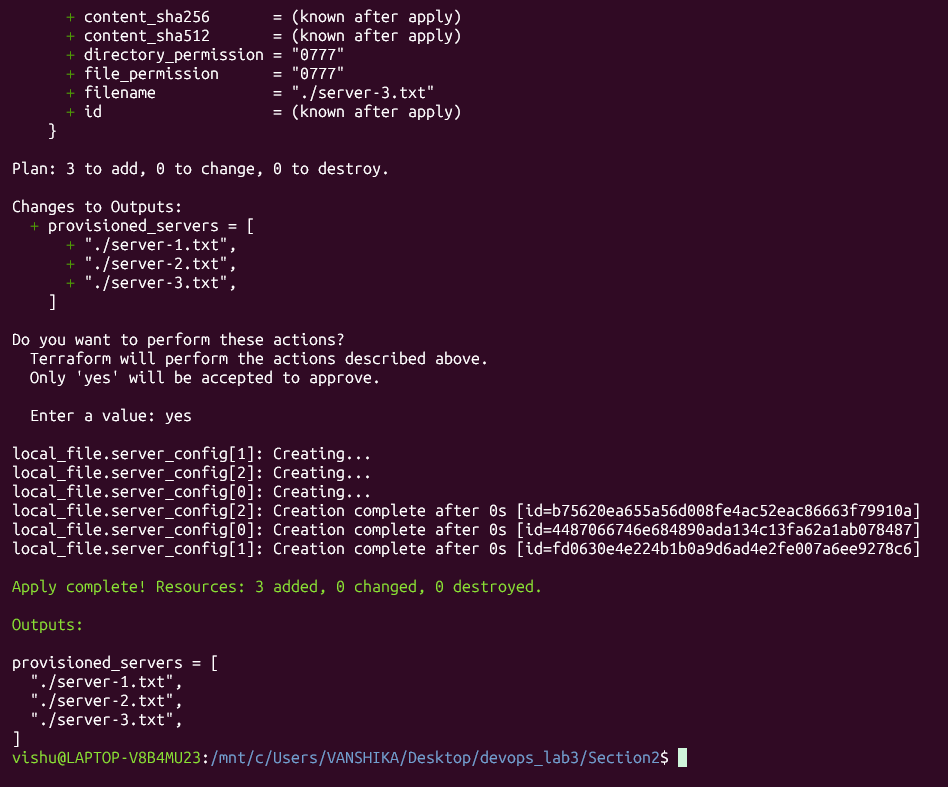 + content_sha256       = (known after apply)
      + content_sha512       = (known after apply)
      + directory_permission = "0777"
      + file_permission      = "0777"
      + filename             = "./server-3.txt"
      + id                   = (known after apply)
    }

Plan: 3 to add, 0 to change, 0 to destroy.

Changes to Outputs:
  + provisioned_servers = [
      + "./server-1.txt",
      + "./server-2.txt",
      + "./server-3.txt",
    ]

Do you want to perform these actions?
  Terraform will perform the actions described above.
  Only 'yes' will be accepted to approve.

  Enter a value: yes

local_file.server_config[1]: Creating...
local_file.server_config[2]: Creating...
local_file.server_config[0]: Creating...
local_file.server_config[2]: Creation complete after 0s [id=b75620ea655a56d008fe4ac52eac86663f79910a]
local_file.server_config[0]: Creation complete after 0s [id=4487066746e684890ada134c13fa62a1ab078487]
local_file.server_config[1]: Creation complete after 0s [id=fd0630e4e224b1b0a9d6ad4e2fe007a6ee9278c6]

Apply complete! Resources: 3 added, 0 changed, 0 destroyed.

Outputs:

provisioned_servers = [
  "./server-1.txt",
  "./server-2.txt",
  "./server-3.txt",
]
vishu@LAPTOP-V8B4MU23:/mnt/c/Users/VANSHIKA/Desktop/devops_lab3/Section2$